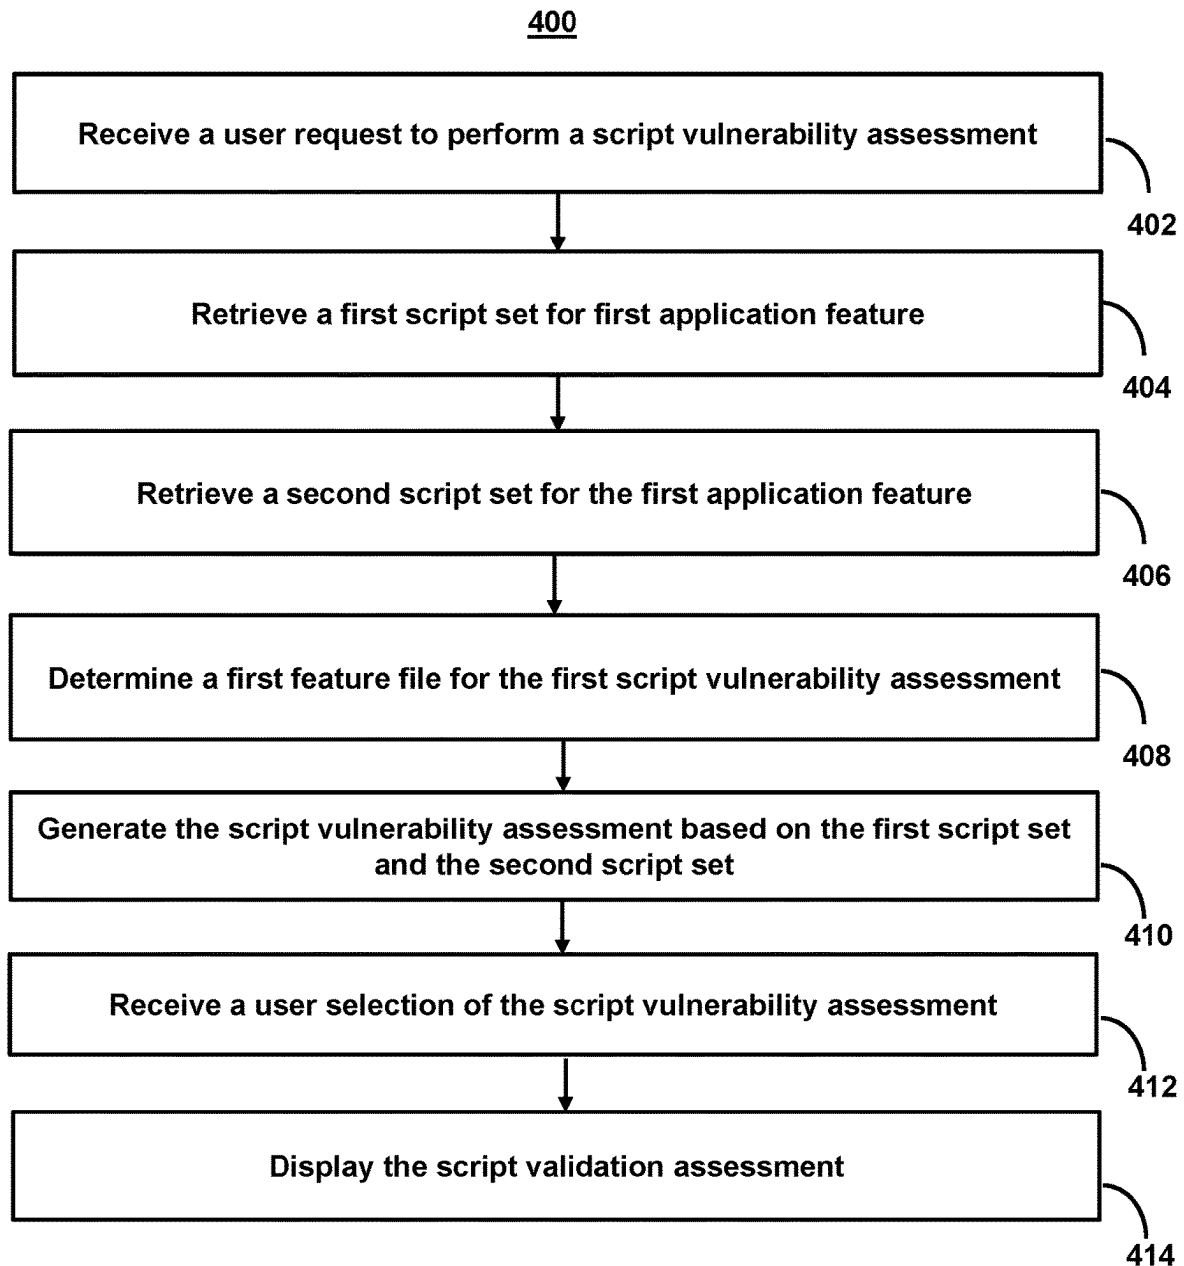 400
Receive a user request to perform a script vulnerability assessment
402
Retrieve a first script set for first application feature
404
Retrieve a second script set for the first application feature
406
Determine a first feature file for the first script vulnerability assessment
408
Generate the script vulnerability assessment based on the first script set
and the second script set
410
Receive a user selection of the script vulnerability assessment
412
Display the script validation assessment
414